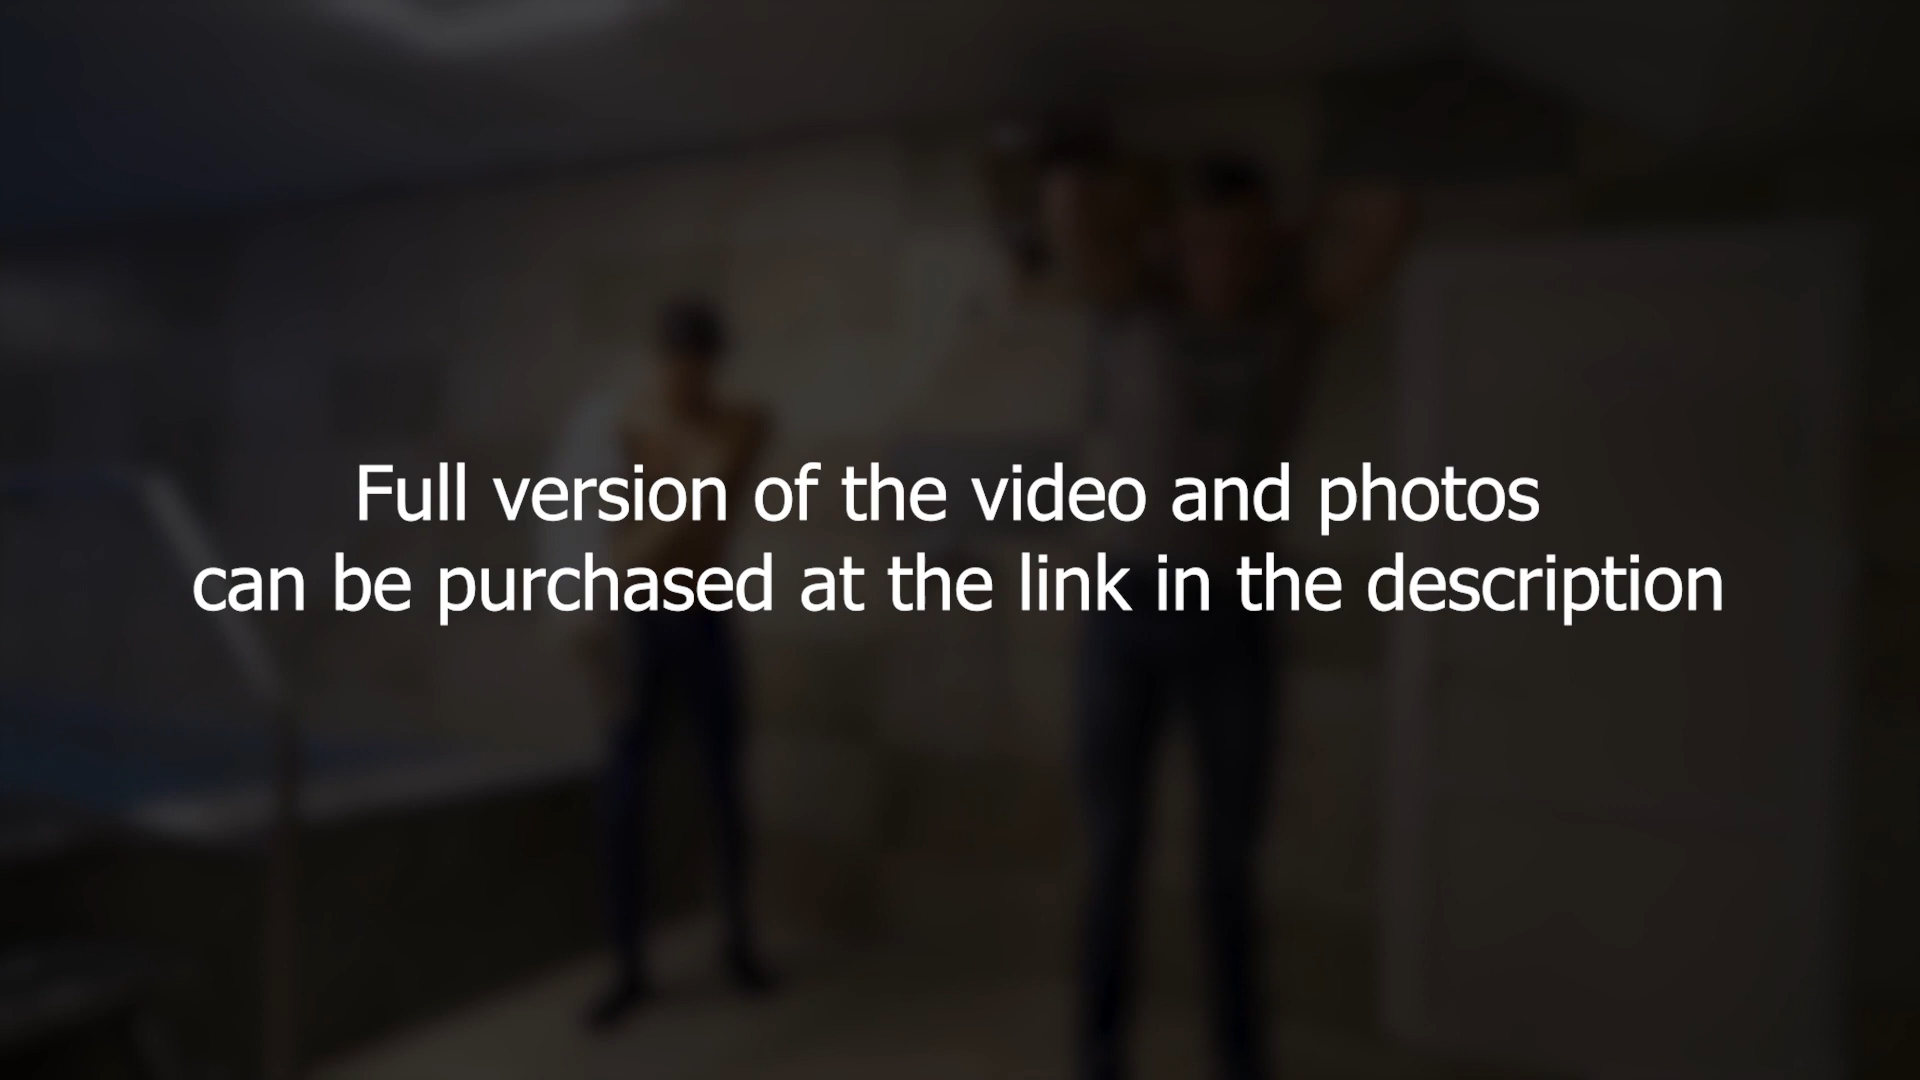 Full version of the video and photos
can be purchased at the link in the description